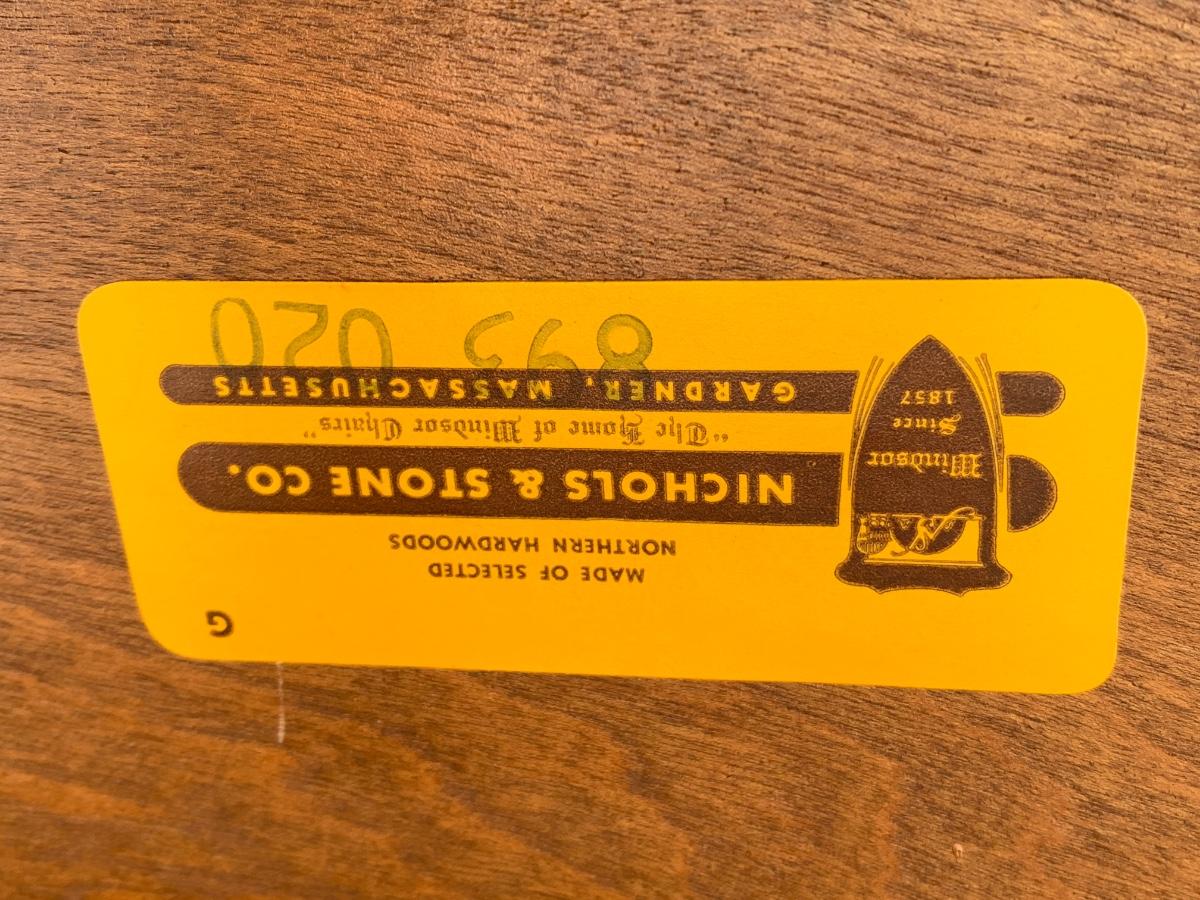 G
MADE OF SELECTED
NORTHERN HARDWOODS
Windsor
Since
1857
NICHOLS & STONE CO.
"The Home of Windsor Chairs"
GARDNER, MASSACHUSETTS
020